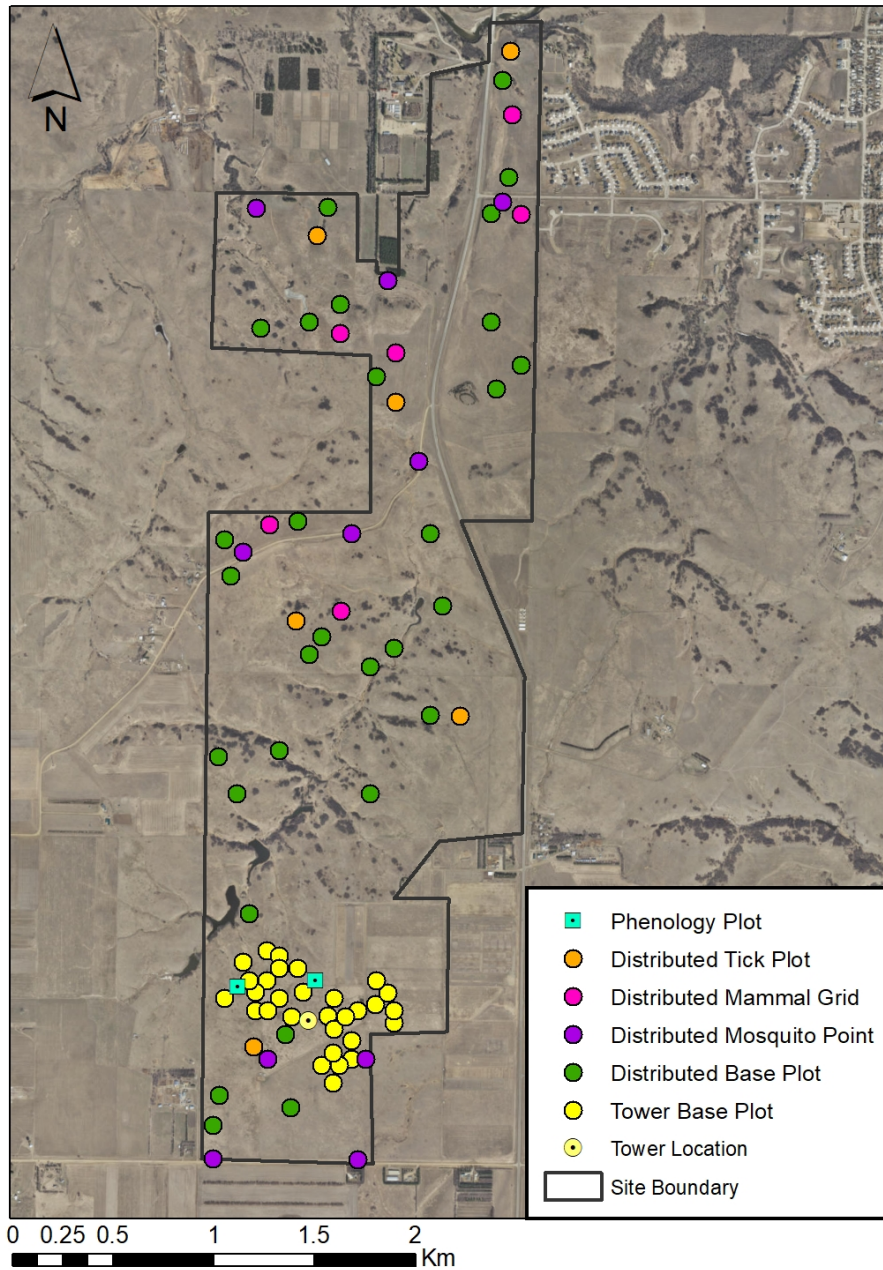 N
Phenology Plot
Distributed Tick Plot
Distributed Mammal Grid
Distributed Mosquito Point
Distributed Base Plot
Tower Base Plot
Tower Location
Site Boundary
0 0.25 0.5 1 1.5 2
Km